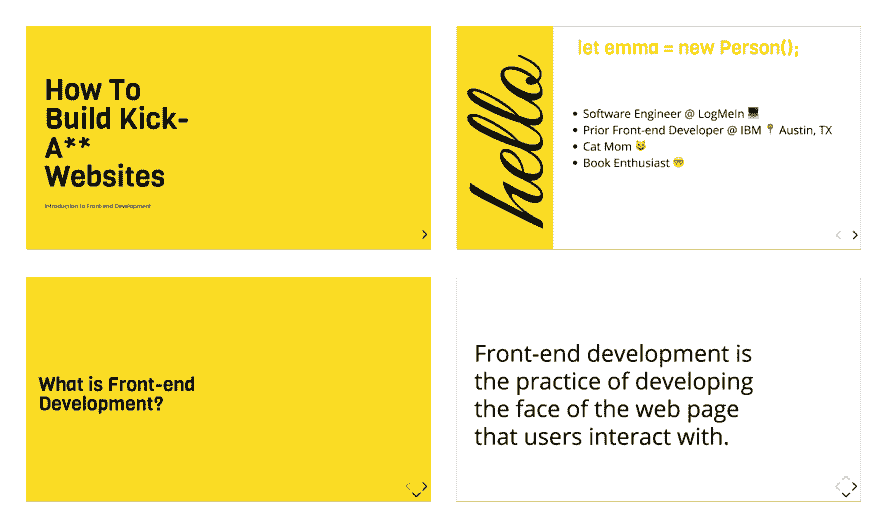 How To
Build Kick-
A**
Websites
Introduction to Front-end Development
hello
let emma = new Person();
Software Engineer @ LogMeIn
Prior Front-end Developer @ IBM 📍 Austin, TX
Cat Mom
Book Enthusiast
What is Front-end
Development?
Front-end development is
the practice of developing
the face of the web page
that users interact with.